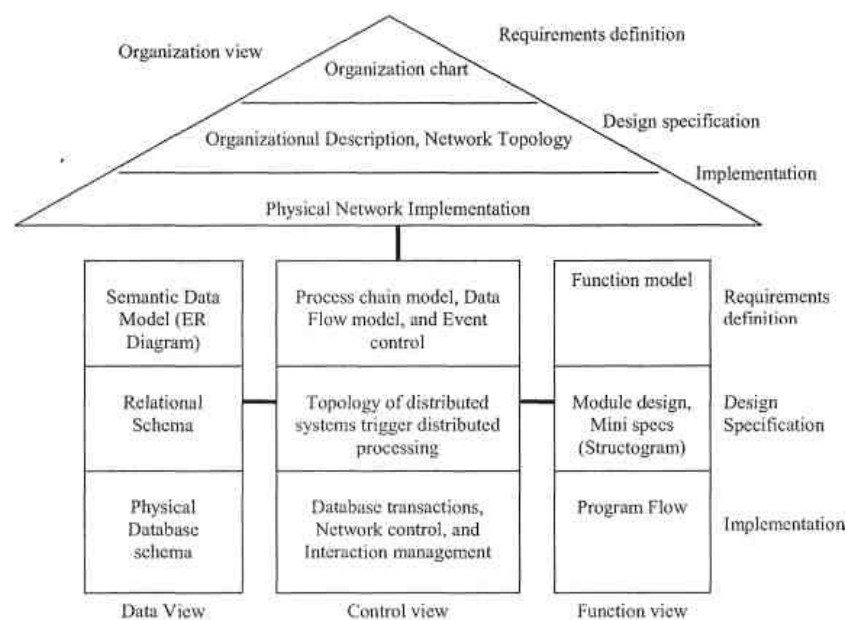 Organization view
Requirements definition
Organization chart
Design specification
Organizational Description, Network Topology
Implementation
Physical Network Implementation
Semantic Data
Model (ER
Diagram)
Process chain model, Data
Flow model, and Event
control
Function model
Requirements
definition
Relational
Schema
Topology of distributed
systems trigger distributed
processing
Module design,
Mini specs
(Structogram)
Design
Specification
Physical
Database
schema
Database transactions,
Network control, and
Interaction management
Program Flow
Implementation
Data View
Control view
Function view